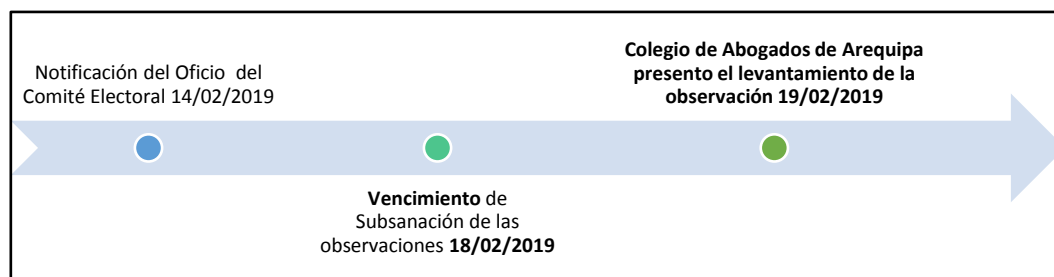 Notificación del Oficio del
Comité Electoral 14/02/2019
Vencimiento de
Subsanación de las
observaciones 18/02/2019
Colegio de Abogados de Arequipa
presento el levantamiento de la
observación 19/02/2019